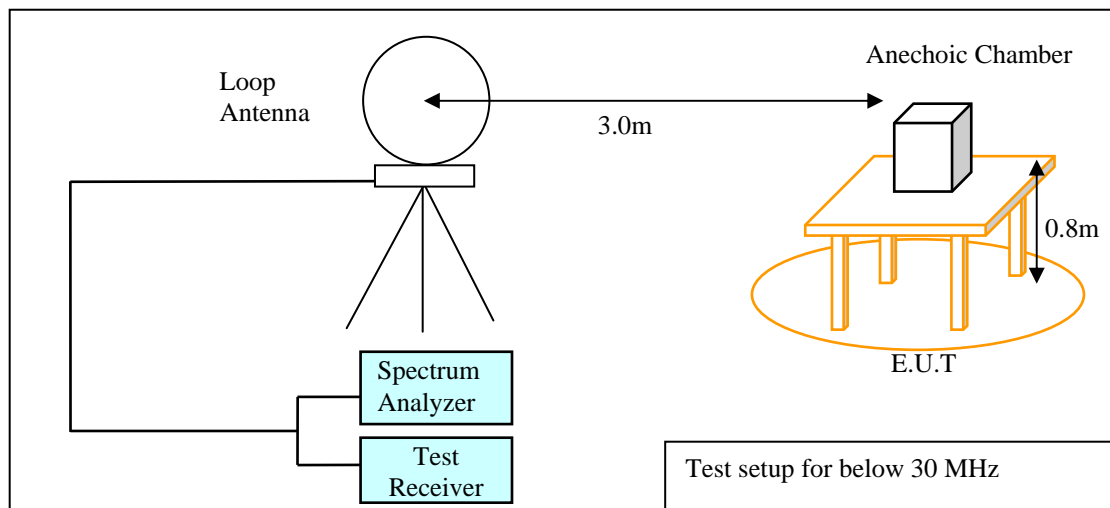 Anechoic Chamber
Loop
Antenna
3.0m
0.8m
E.U.T
Spectrum
Analyzer
Test
Receiver
Test setup for below 30 MHz